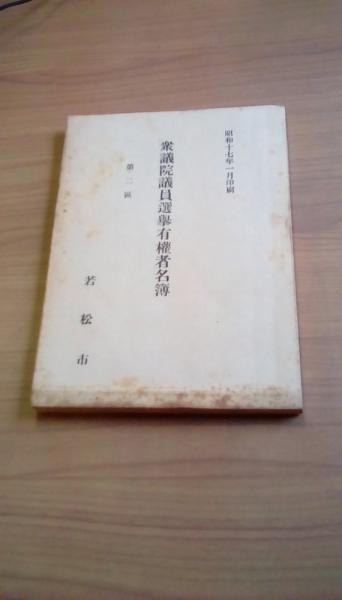 昭和十七年一月印刷
衆議院議員選擧有權者名簿
第二區
若松市